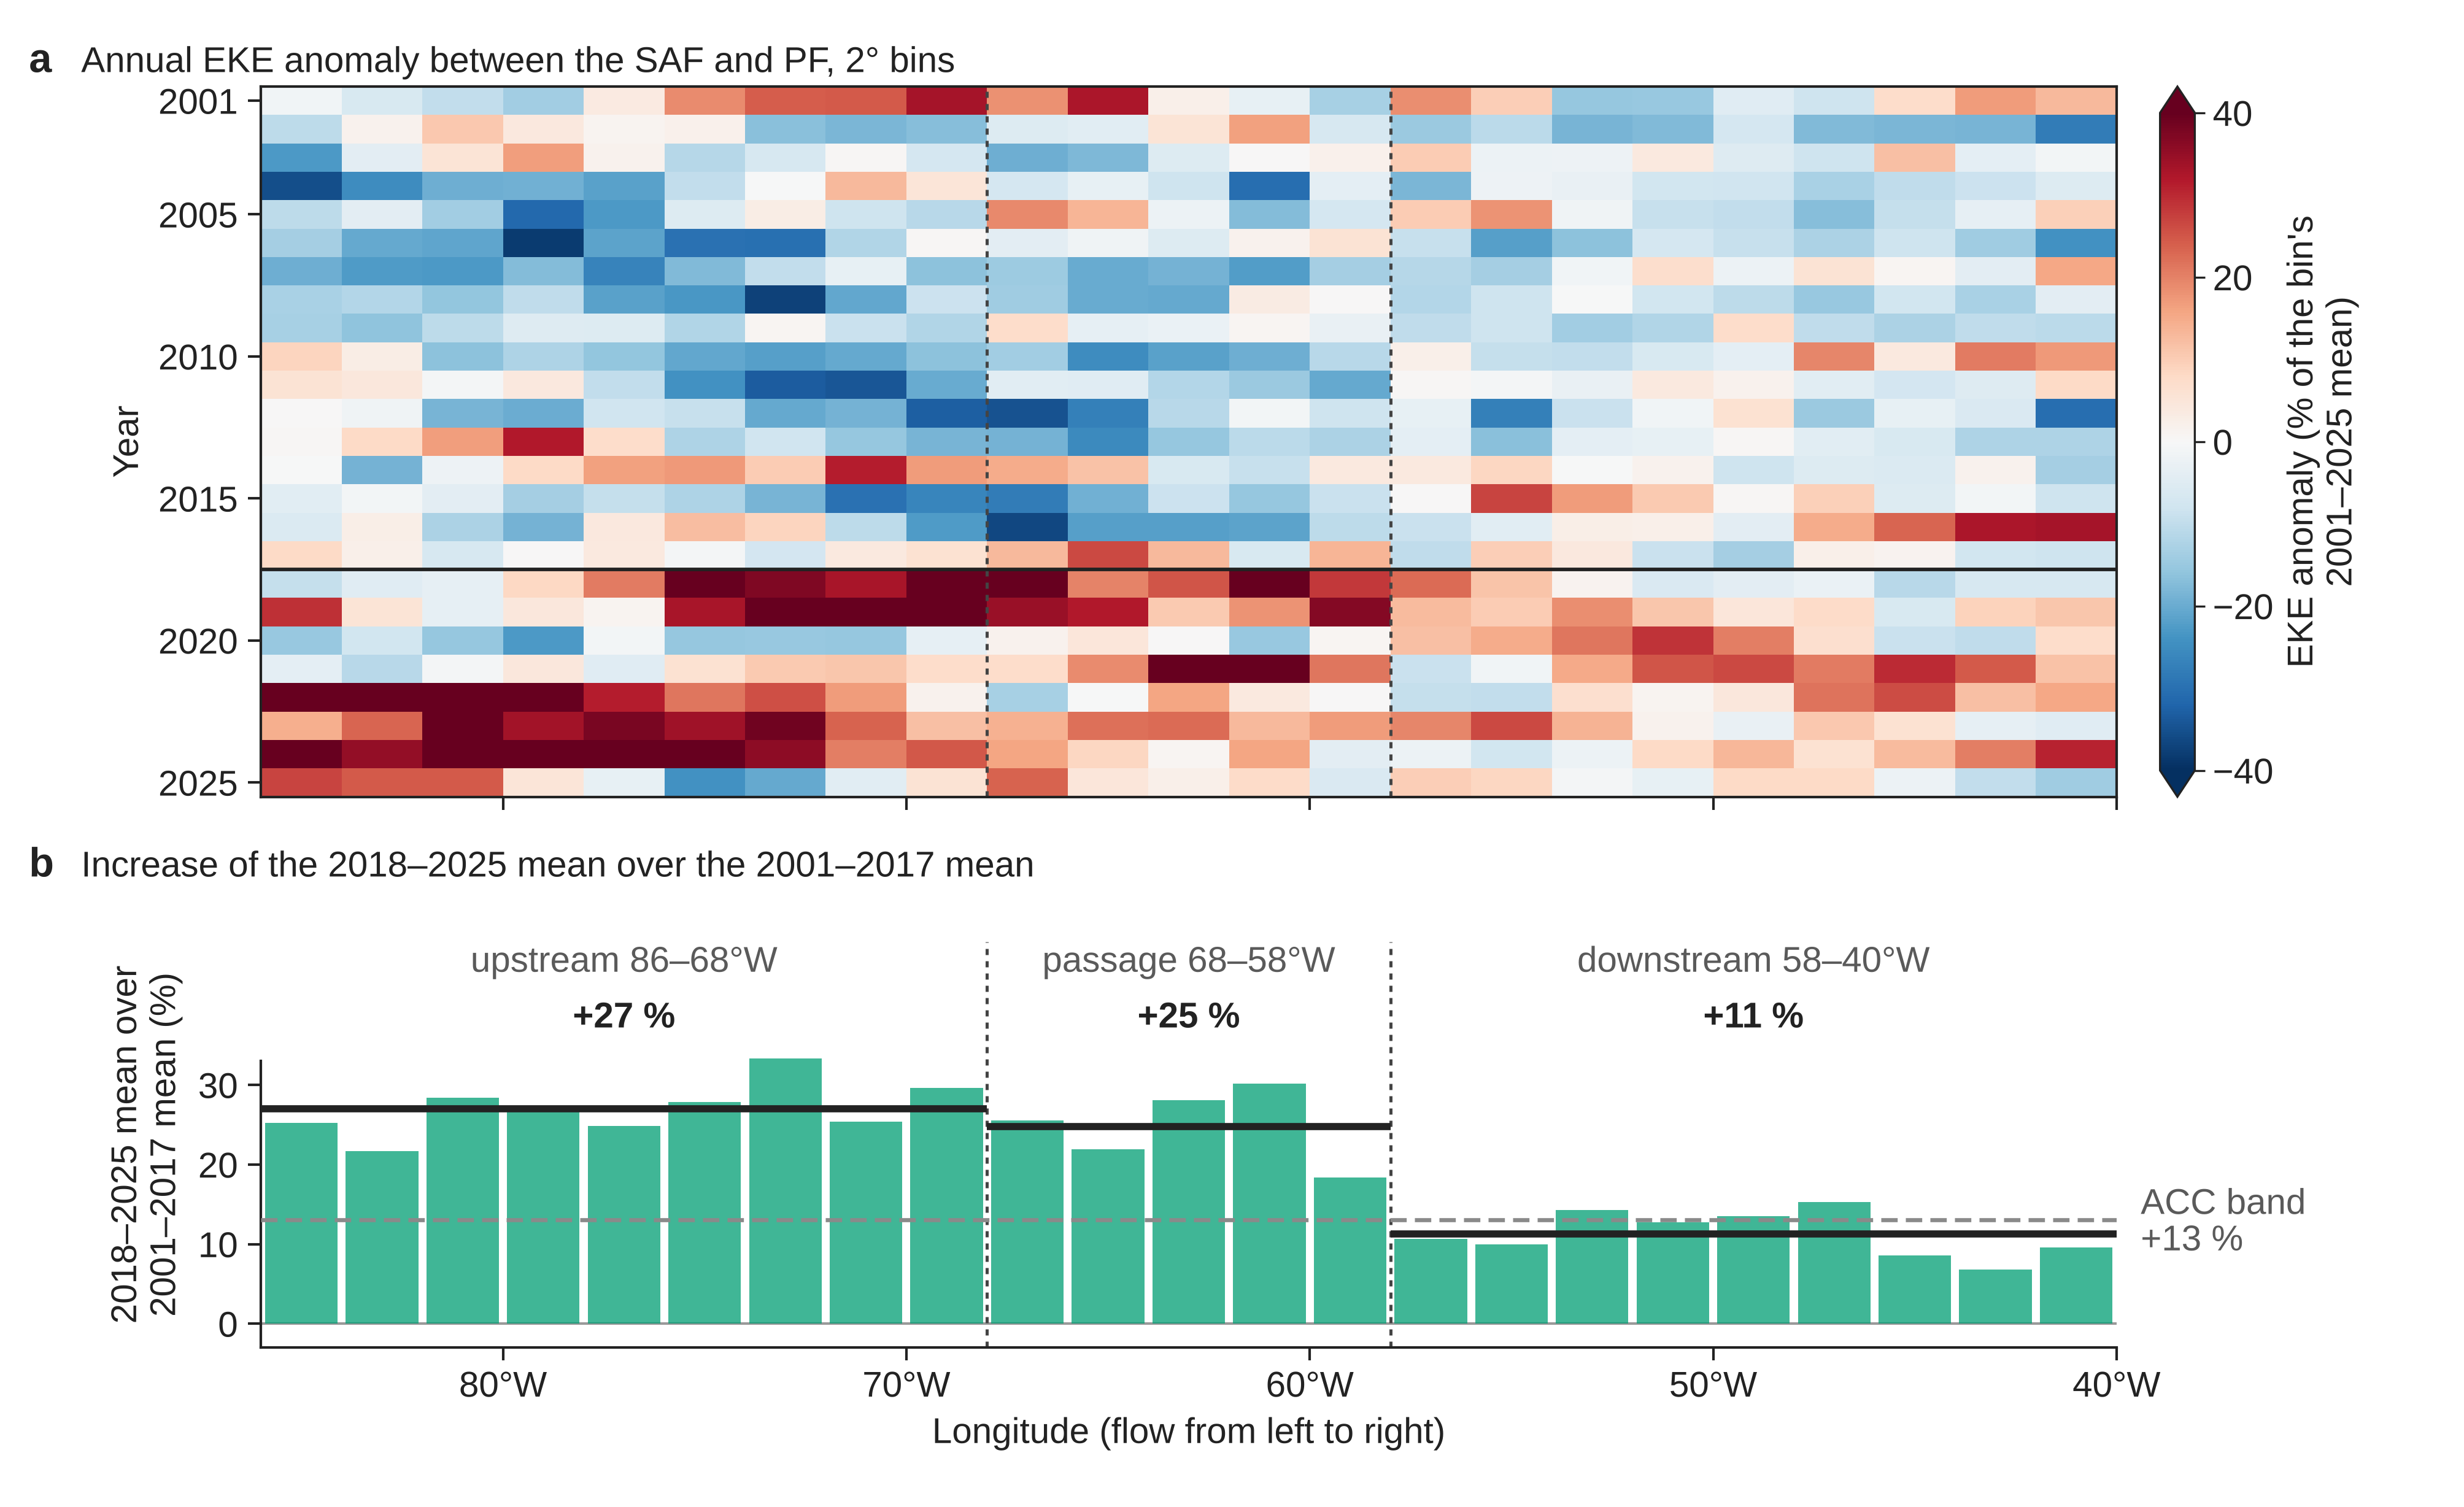 a Annual EKE anomaly between the SAF and PF, 2° bins
2001
2005
2010
2015
2020
2025
Year
40
20
0
−20
−40
EKE anomaly (% of the bin's
2001–2025 mean)
b Increase of the 2018–2025 mean over the 2001–2017 mean
upstream 86–68°W
passage 68–58°W
downstream 58–40°W
+27 %
+25 %
+11 %
2018–2025 mean over
2001–2017 mean (%)
30
20
10
0
ACC band
+13 %
80°W
70°W
60°W
50°W
40°W
Longitude (flow from left to right)